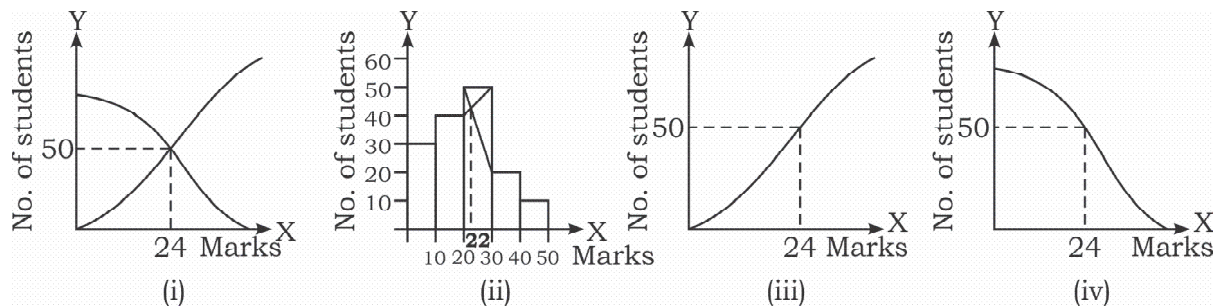 Y
No. of students
50
24 Marks
X
(i)
Y
No. of students
60
50
40
30
20
10
22
X
10 20 30 40 50 Marks
(ii)
Y
No. of students
50
24 Marks
X
(iii)
Y
No. of students
50
24 Marks
X
(iv)